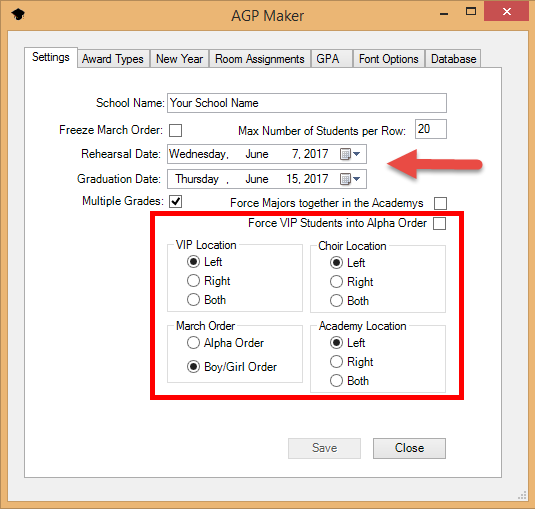 AGP Maker
Settings Award Types New Year Room Assignments GPA Font Options Database
School Name: Your School Name
Freeze March Order: Max Number of Students per Row: 20
Rehearsal Date: Wednesday, June 7, 2017
Graduation Date: Thursday , June 15, 2017
Multiple Grades: Force Majors together in the Academys
Force VIP Students into Alpha Order
VIP Location
Left
Right
Both
Choir Location
Left
Right
Both
March Order
Alpha Order
Boy/Girl Order
Academy Location
Left
Right
Both
Save Close